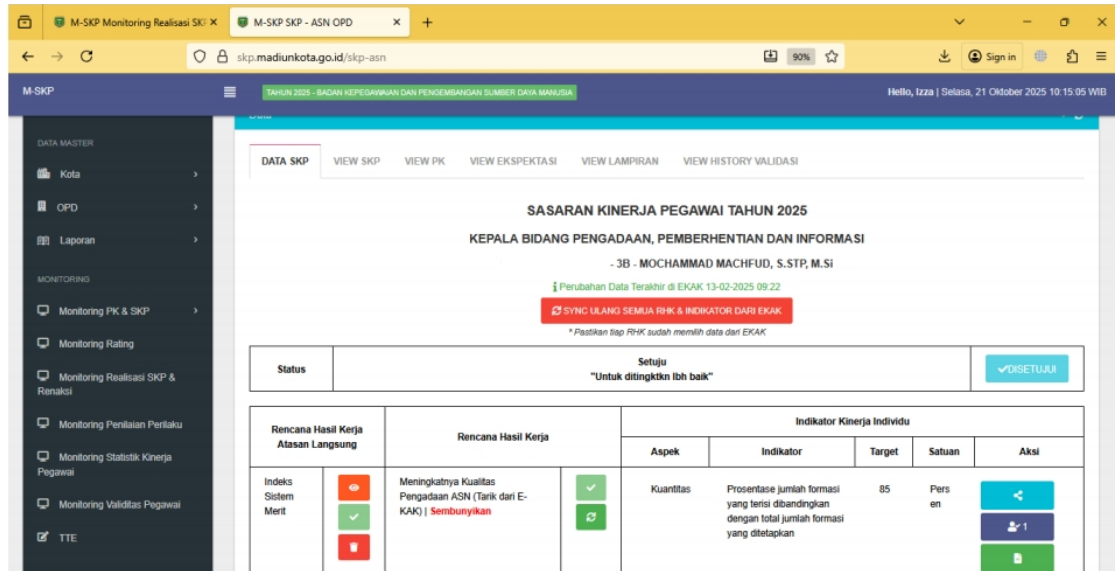 M-SKP Monitoring Realisasi SKF
M-SKP SKP - ASN OPD
skp.madiunkota.go.id/skp-asn
90%
Sign in
M-SKP
TAHUN 2025 - BADAN KEPEGAWAIAN DAN PENGEMBANGAN SUMBER DAYA MANUSIA
Hello, Izza | Selasa, 21 Oktober 2025 10:15:05 WIB
DATA MASTER
Kota
OPD
Laporan
MONITORING
Monitoring PK & SKP
Monitoring Rating
Monitoring Realisasi SKP &
Renaksi
Monitoring Penilaian Perilaku
Monitoring Statistik Kinerja
Pegawai
Monitoring Validitas Pegawai
TTE
Data
DATA SKP
VIEW SKP
VIEW PK
VIEW EKSPEKTASI
VIEW LAMPIRAN
VIEW HISTORY VALIDASI
SASARAN KINERJA PEGAWAI TAHUN 2025
KEPALA BIDANG PENGADAAN, PEMBERHENTIAN DAN INFORMASI
- 3B - MOCHAMMAD MACHFUD, S.STP, M.Si
Perubahan Data Terakhir di EKAK 13-02-2025 09:22
SYNC ULANG SEMUA RHK & INDIKATOR DARI EKAK
* Pastikan tiap RHK sudah memilih data dari EKAK
Status
Setuju
"Untuk ditingktkn lbh baik"
DISETUJUI
Rencana Hasil Kerja
Atasan Langsung
Rencana Hasil Kerja
Indikator Kinerja Individu
Aspek
Indikator
Target
Satuan
Aksi
Indeks
Sistem
Merit
Meningkatnya Kualitas
Pengadaan ASN (Tarik dari E-
KAK) | Sembunyikan
Kuantitas
Prosentase jumlah formasi
yang terisi dibandingkan
dengan total jumlah formasi
yang ditetapkan
85
Pers
en
1